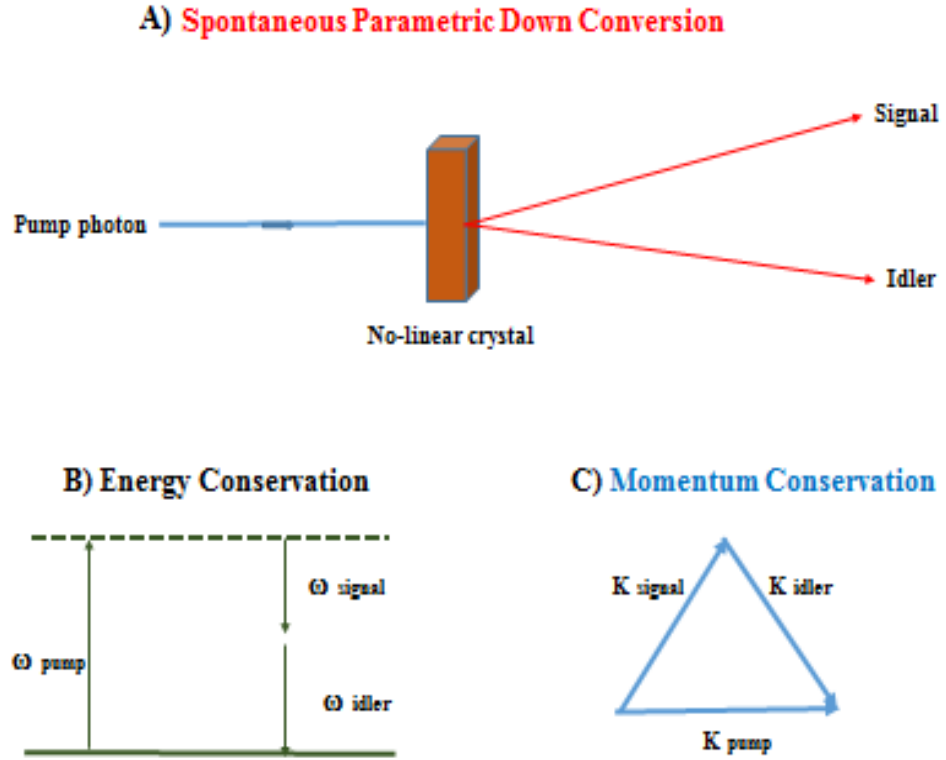 A) Spontaneous Parametric Down Conversion
Signal
Pump photon
Idler
No-linear crystal
B) Energy Conservation
C) Momentum Conservation
ω signal
ω pump
ω idler
K signal
K idler
K pump